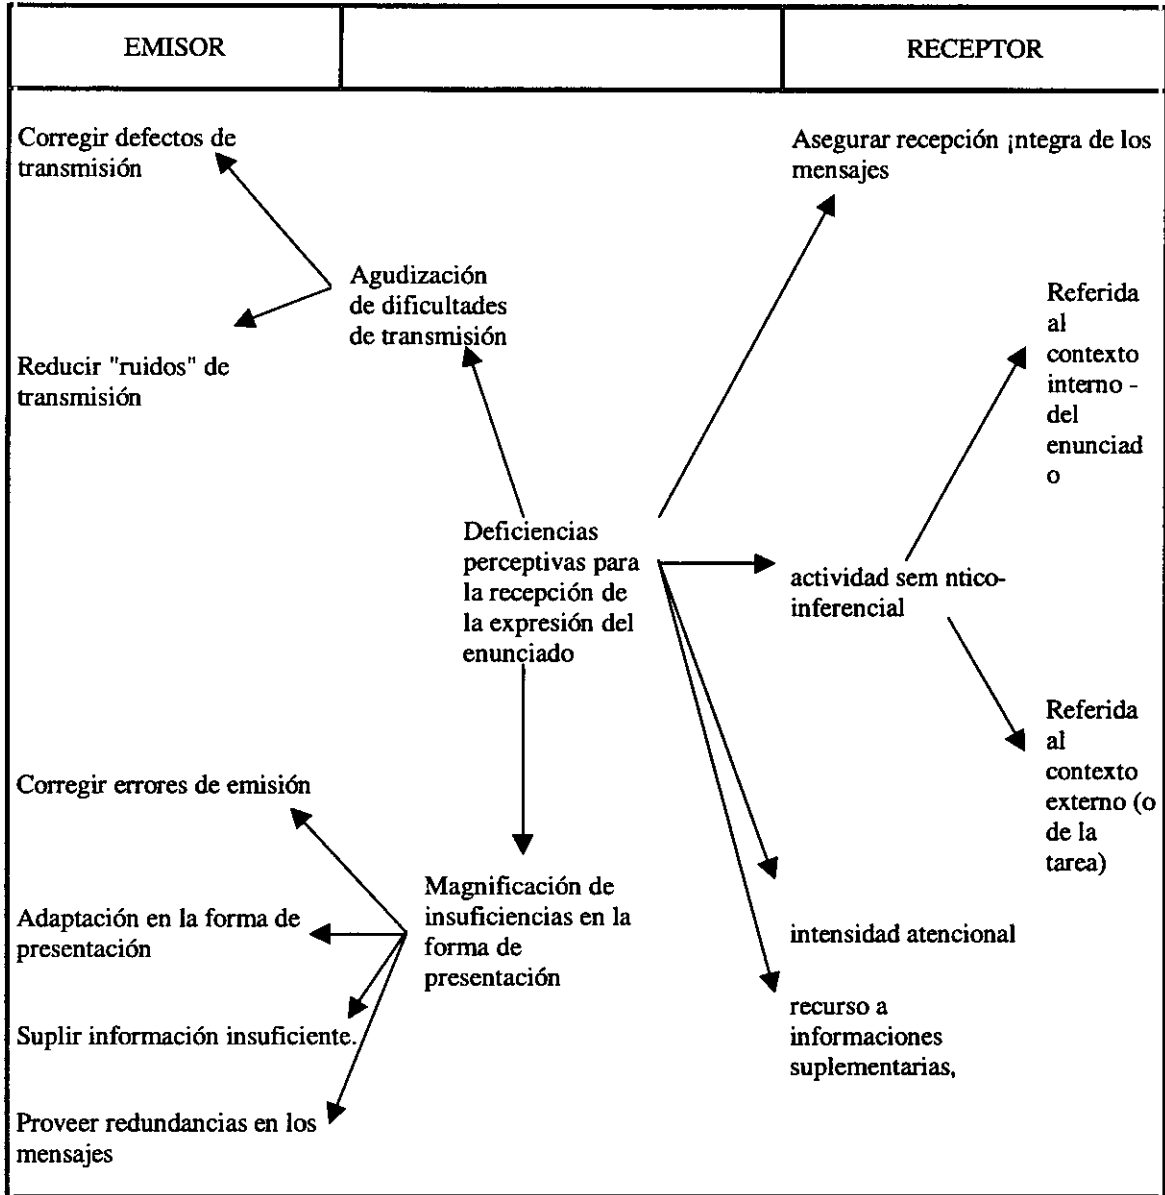 EMISOR
RECEPTOR
Corregir defectos de
transmisión
Asegurar recepción ¡ntegra de los
mensajes
Agudización
de dificultades
de transmisión
Referida
al
contexto
interno -
del
enunciad
o
Reducir "ruidos" de
transmisión
Deficiencias
perceptivas para
la recepción de
la expresión del
enunciado
actividad sem ntico-
inferencial
Referida
al
contexto
externo (o
de la
tarea)
Corregir errores de emisión
Magnificación de
insuficiencias en la
forma de
presentación
Adaptación en la forma de
presentación
intensidad atencional
Suplir información insuficiente.
recurso a
informaciones
suplementarias,
Proveer redundancias en los
mensajes